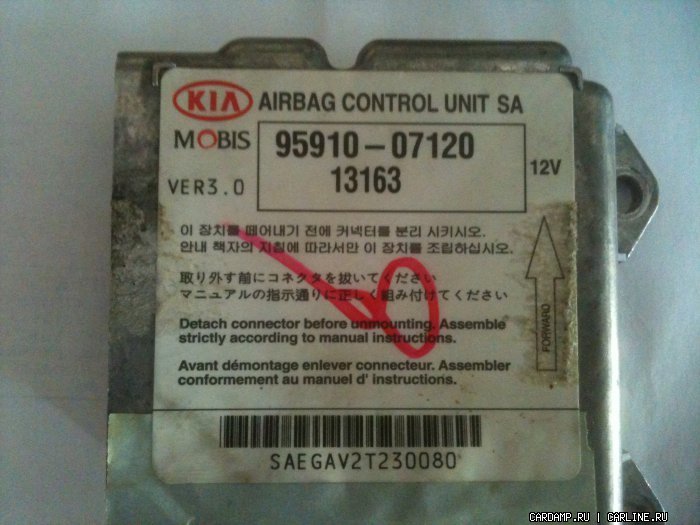 KIA AIRBAG CONTROL UNIT SA
MOBIS
95910-07120
13163
12V
VER3.0
이 장치를 떼어내기 전에 커넥터를 분리 시키시오.
안내 책자의 지침에 따라서만 이 장치를 조립하십시오.
取り外す前にコネクタを抜いてください
マニュアルの指示通りに正しく組み付けてください
FORWARD
Detach connector before unmounting. Assemble
strictly according to manual instructions.
Avant démontage enlever connecteur. Assembler
conformement au manuel d' instructions.
SAEGAV2T230080
CARDAMP.RU | CARLINE.RU